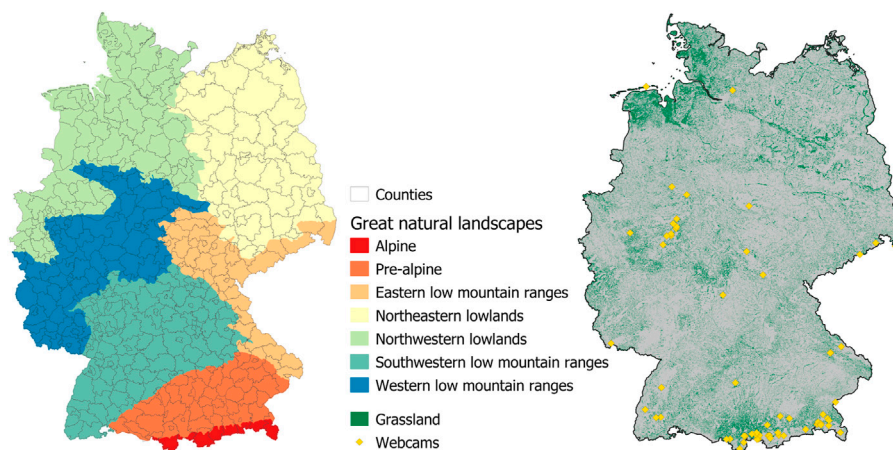 Counties
Great natural landscapes
Alpine
Pre-alpine
Eastern low mountain ranges
Northeastern lowlands
Northwestern lowlands
Southwestern low mountain ranges
Western low mountain ranges
Grassland
Webcams